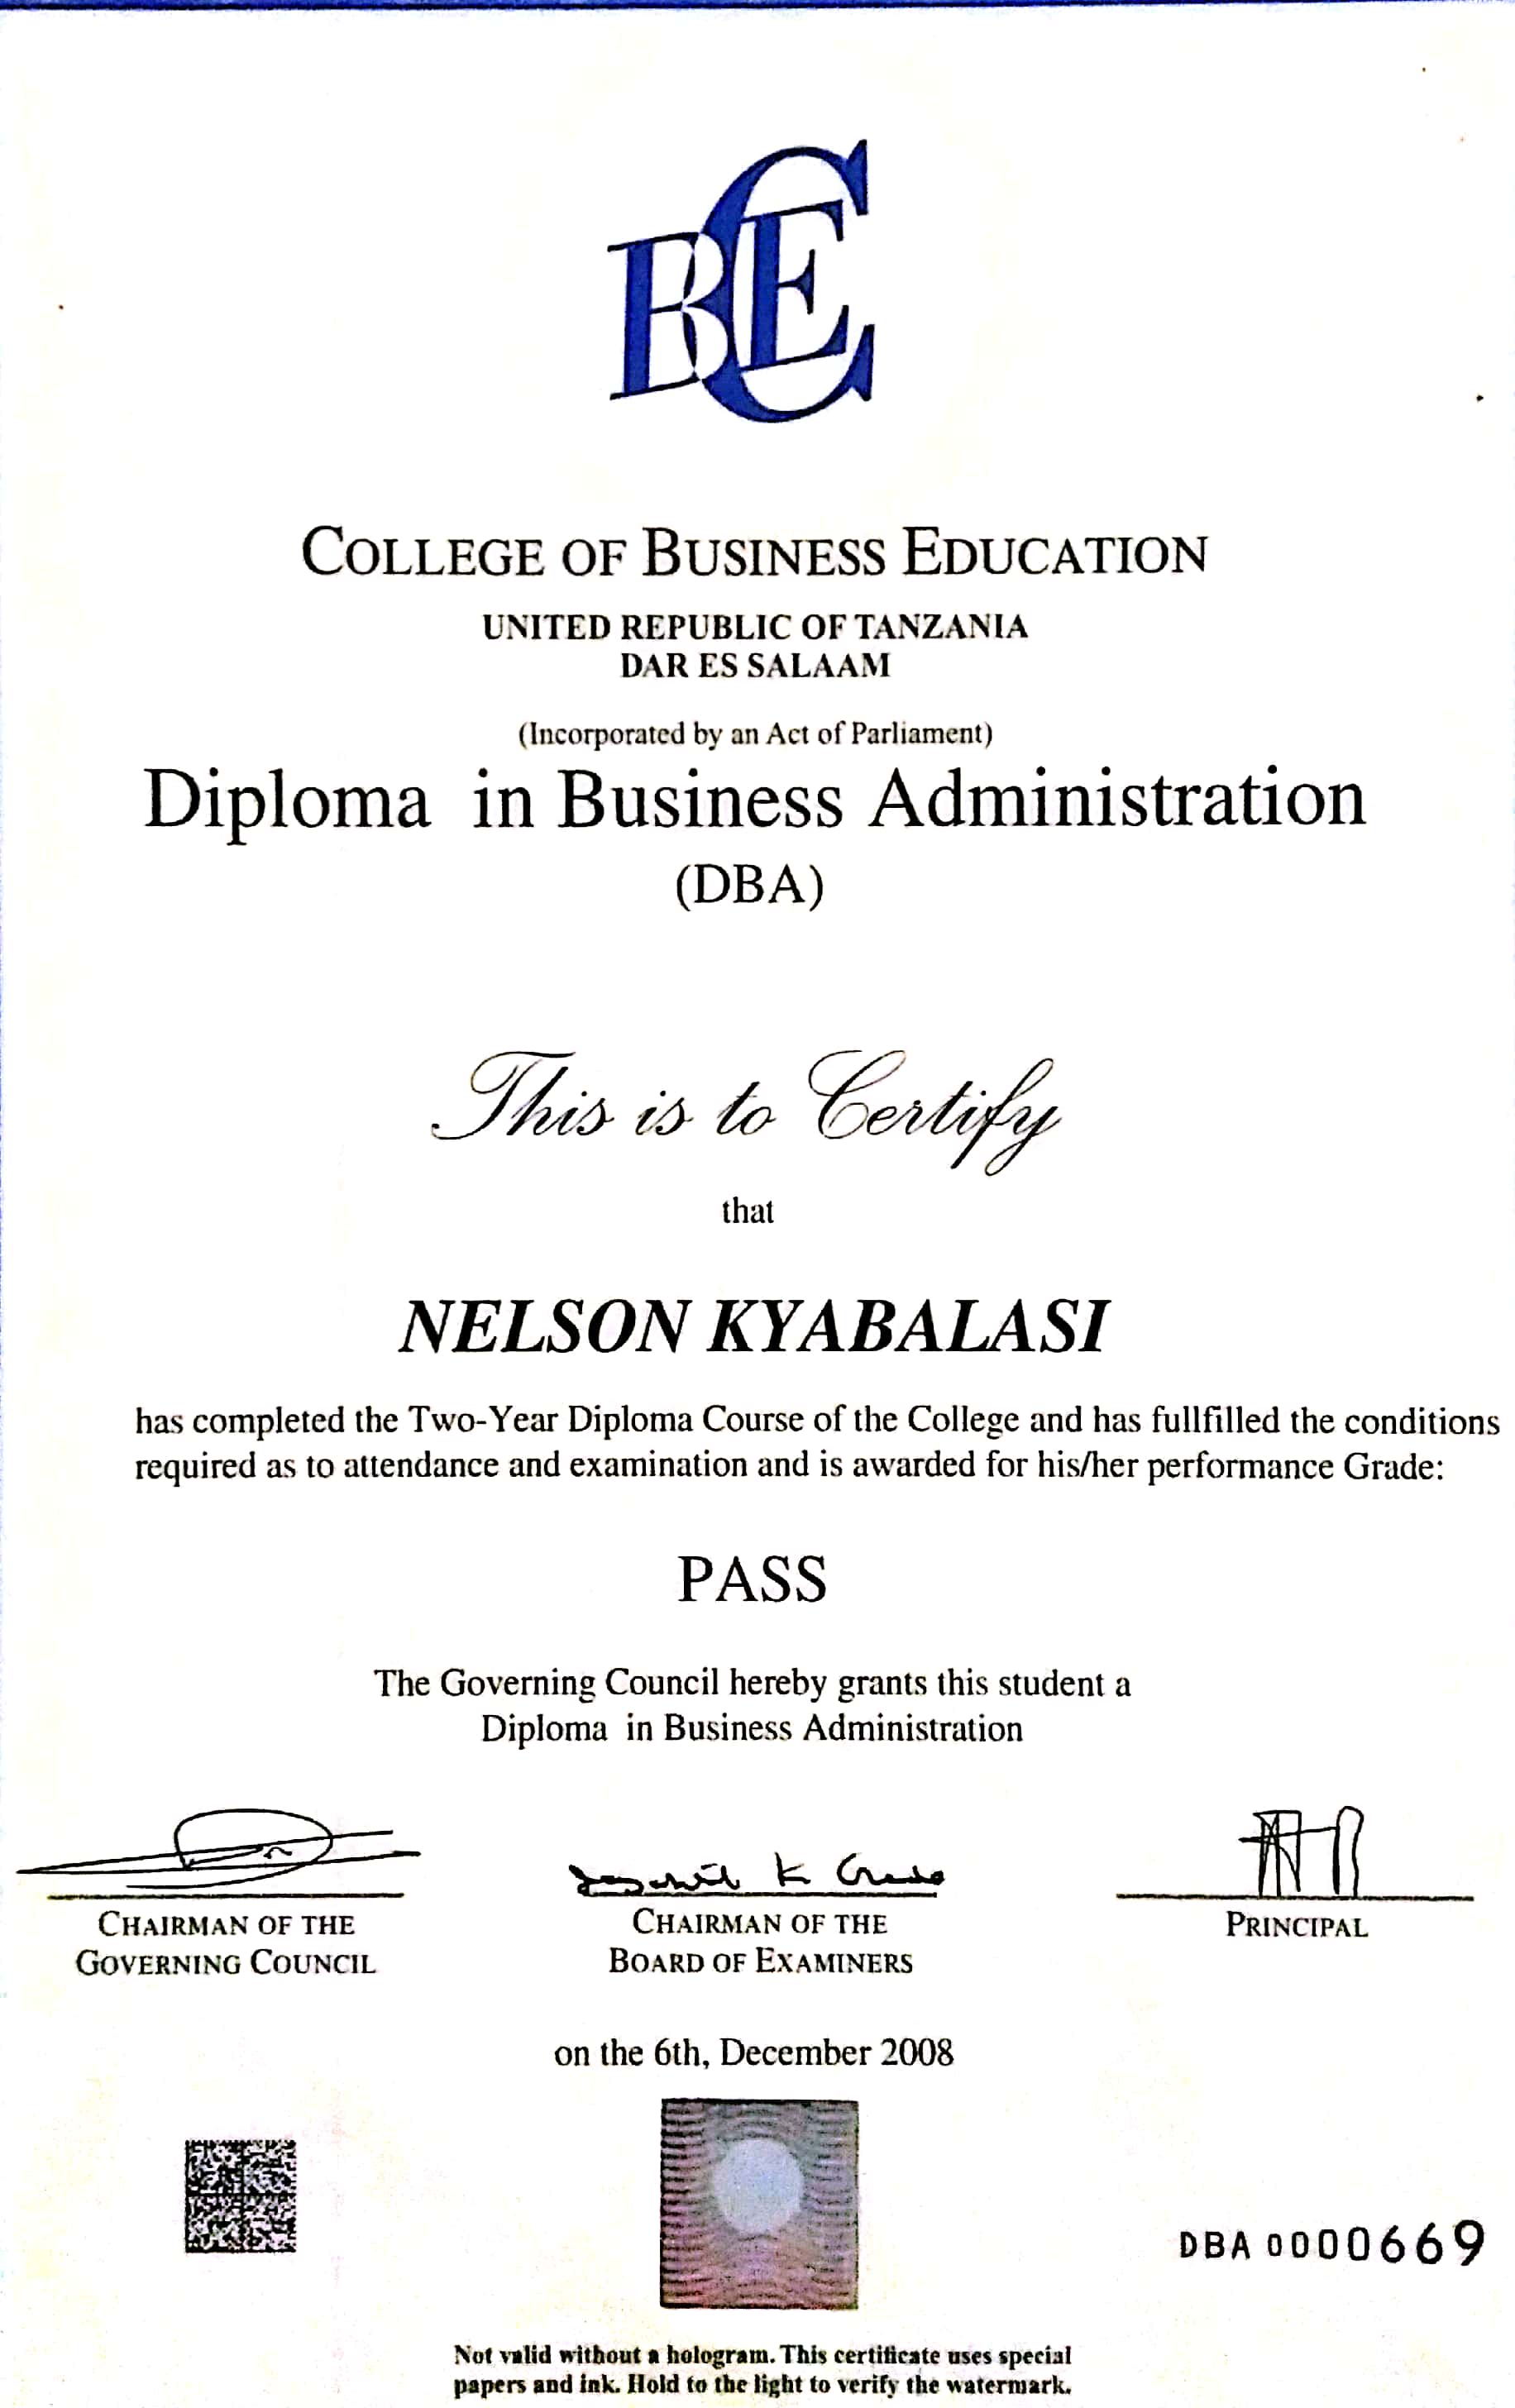 CBE
COLLEGE OF BUSINESS EDUCATION
UNITED REPUBLIC OF TANZANIA
DAR ES SALAAM
(Incorporated by an Act of Parliament)
Diploma in Business Administration
(DBA)
This is to Certify
that
NELSON KYABALASI
has completed the Two-Year Diploma Course of the College and has fullfilled the conditions
required as to attendance and examination and is awarded for his/her performance Grade:
PASS
The Governing Council hereby grants this student a
Diploma in Business Administration
CHAIRMAN OF THE
GOVERNING COUNCIL
CHAIRMAN OF THE
BOARD OF EXAMINERS
PRINCIPAL
on the 6th, December 2008
DBA 0000669
Not valid without a hologram. This certificate uses special
papers and ink. Hold to the light to verify the watermark.